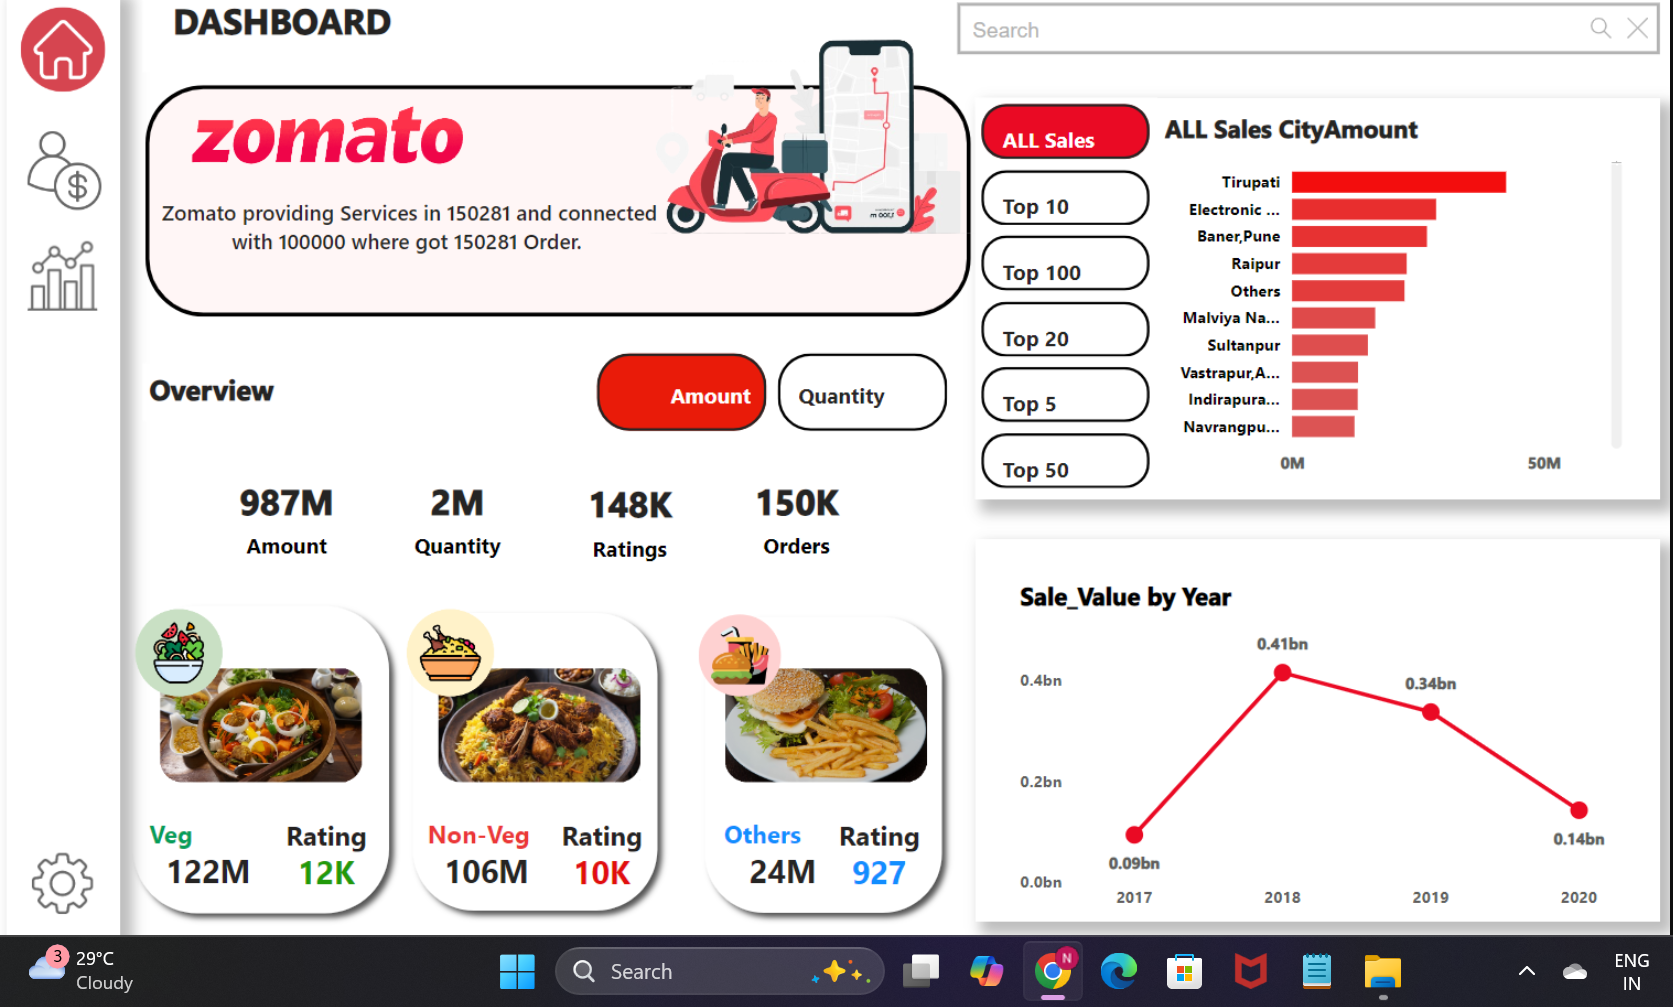 DASHBOARD
Search
zomato
Zomato providing Services in 150281 and connected
with 100000 where got 150281 Order.
ALL Sales
Top 10
Top 100
Top 20
Top 5
Top 50
ALL Sales CityAmount
Tirupati
Electronic ...
Baner,Pune
Raipur
Others
Malviya Na...
Sultanpur
Vastrapur,A...
Indirapura...
Navrangpu...
0M 50M
Overview
Amount
Quantity
987M 2M 148K 150K
Amount Quantity Ratings Orders
Veg Rating
122M 12K
Non-Veg Rating
106M 10K
Others Rating
24M 927
Sale_Value by Year
0.41bn
0.4bn
0.34bn
0.2bn
0.14bn
0.09bn
0.0bn
2017 2018 2019 2020
3
29°C
Cloudy
Search
N
ENG
IN